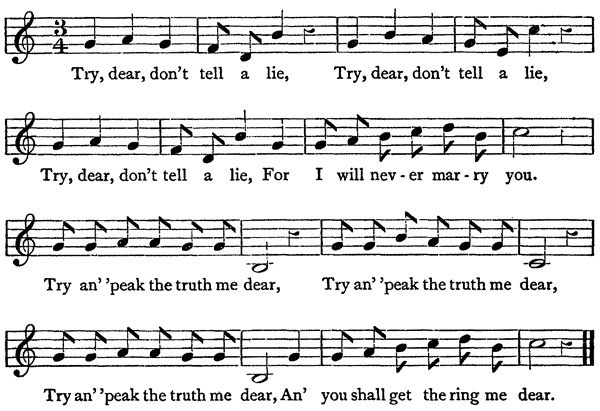 3
4
Try, dear, don't tell a lie, Try, dear, don't tell a lie,
Try, dear, don't tell a lie, For I will nev-er mar-ry you.
Try an' 'peak the truth me dear, Try an' 'peak the truth me dear,
Try an' 'peak the truth me dear, An' you shall get the ring me dear.